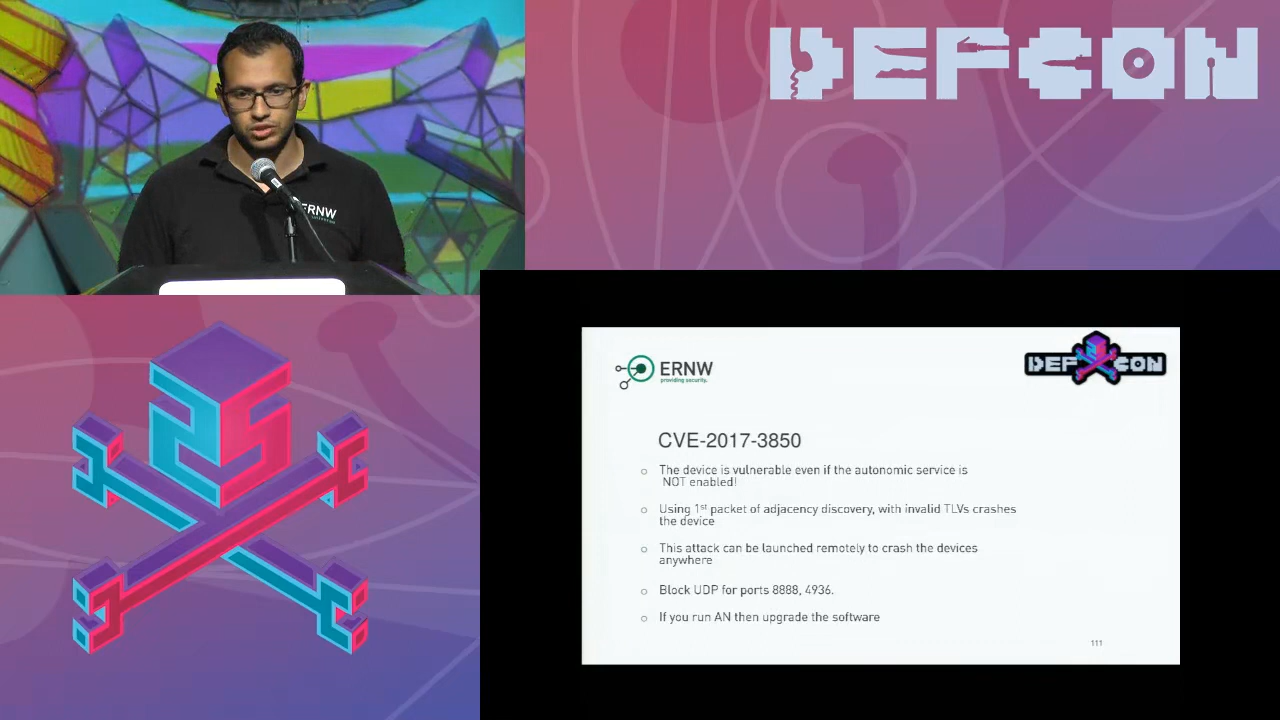 DEFCON
ERNW
ERNW
providing security.
DEF CON
CVE-2017-3850
The device is vulnerable even if the autonomic service is
NOT enabled!
Using 1st packet of adjacency discovery, with invalid TLVs crashes
the device
This attack can be launched remotely to crash the devices
anywhere
Block UDP for ports 8888, 4936.
If you run AN then upgrade the software
111